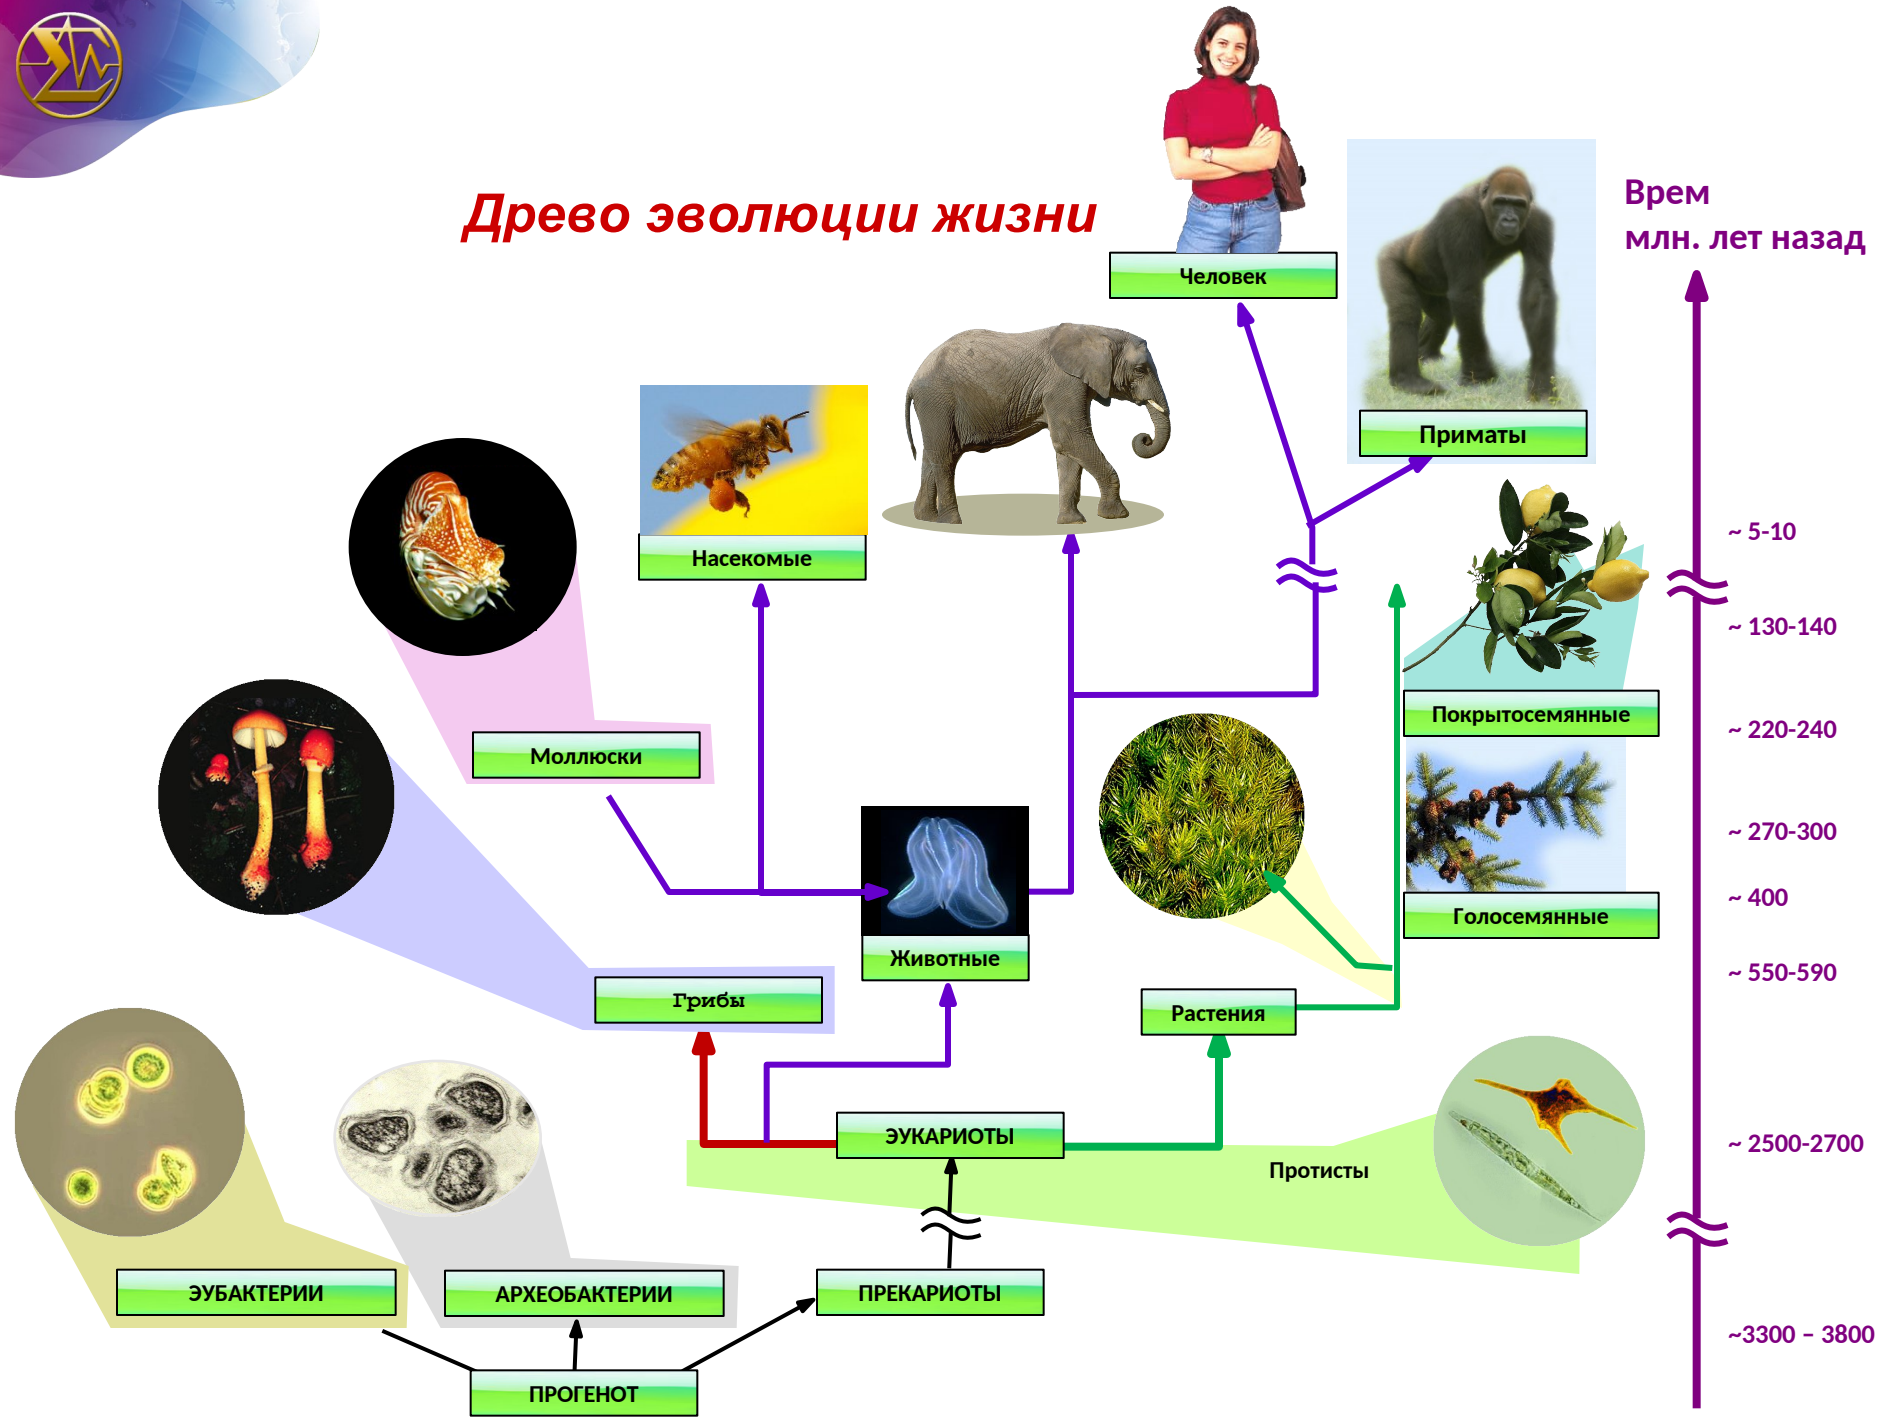 Древо эволюции жизни
Врем
млн. лет назад
Человек
Приматы
Насекомые
~ 5-10
~ 130-140
Покрытосемянные
~ 220-240
Моллюски
~ 270-300
~ 400
Голосемянные
Животные
~ 550-590
Грибы
Растения
ЭУКАРИОТЫ
~ 2500-2700
Протисты
ЭУБАКТЕРИИ
АРХЕОБАКТЕРИИ
ПРЕКАРИОТЫ
~3300 – 3800
ПРОГЕНОТ